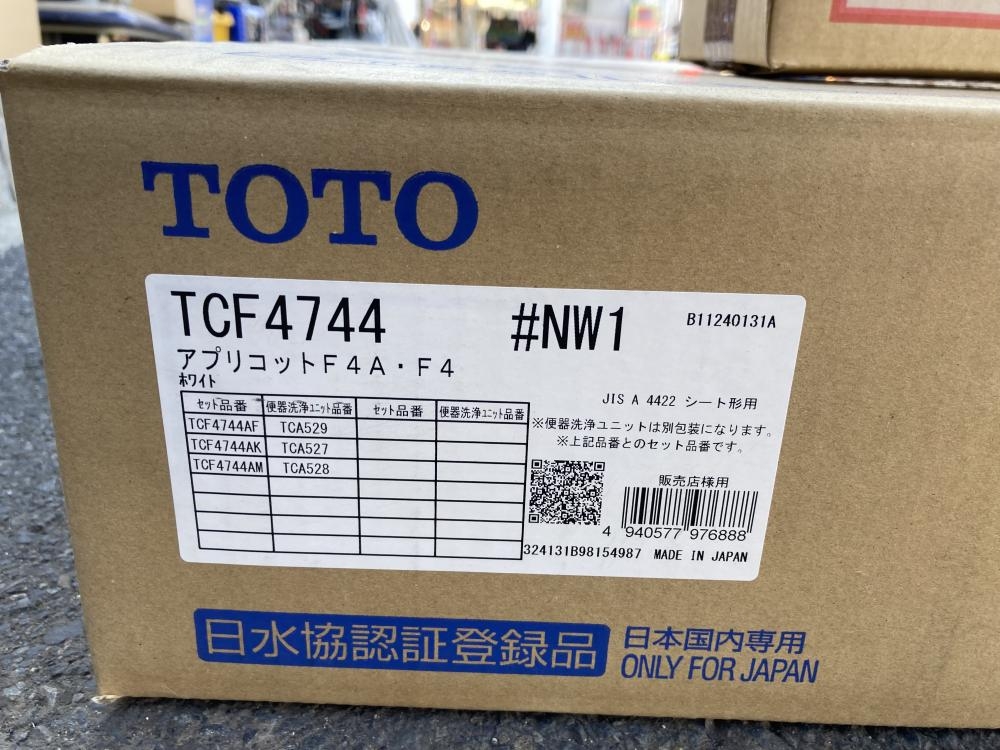 TOTO
TCF4744 #NW1 B11240131A
アプリコットF4A・F4
ホワイト
JIS A 4422 シート形用
セット品番 便器洗浄ユニット品番 セット品番 便器洗浄ユニット品番
TCF4744AF TCA529
TCF4744AK TCA527
TCF4744AM TCA528
※便器洗浄ユニットは別包装になります。
※上記品番とのセット品番です。
販売店様用
4 940577 976888
324131B98154987 MADE IN JAPAN
日水協認証登録品
日本国内専用
ONLY FOR JAPAN